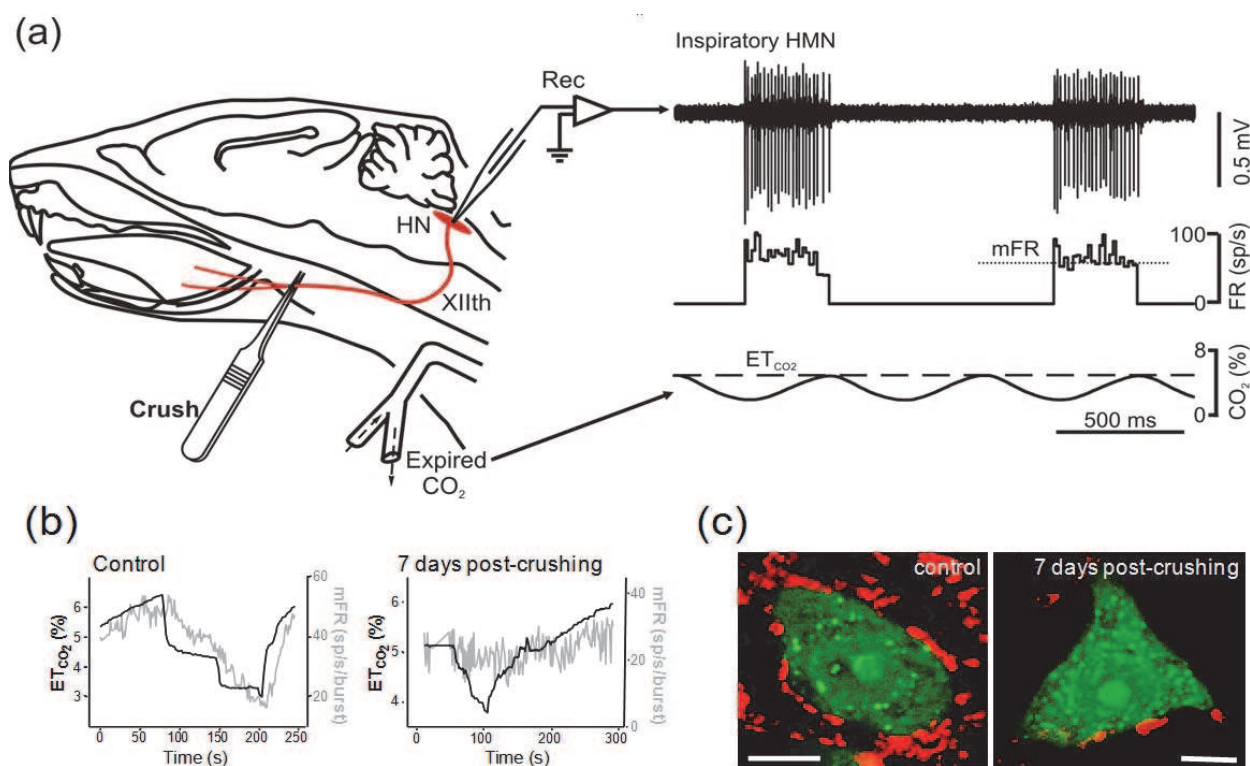 (a)
Inspiratory HMN
Rec
0.5 mV
HN
mFR
100
0
FR (sp/s)
XIIth
ET_CO₂
8
0
CO₂ (%)
Crush
500 ms
Expired
CO₂
(b)
Control
7 days post-crushing
6
5
4
3
ET_CO₂ (%)
60
40
20
mFR (sp/s/burst)
0 50 100 150 200 250
Time (s)
6
5
4
ET_CO₂ (%)
40
20
0
mFR (sp/s/burst)
0 100 200 300
Time (s)
(c)
control
7 days post-crushing